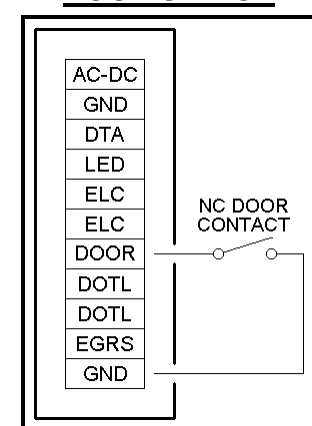 AC-DC
GND
DTA
LED
ELC
ELC
DOOR
DOTL
DOTL
EGRS
GND
NC DOOR
CONTACT